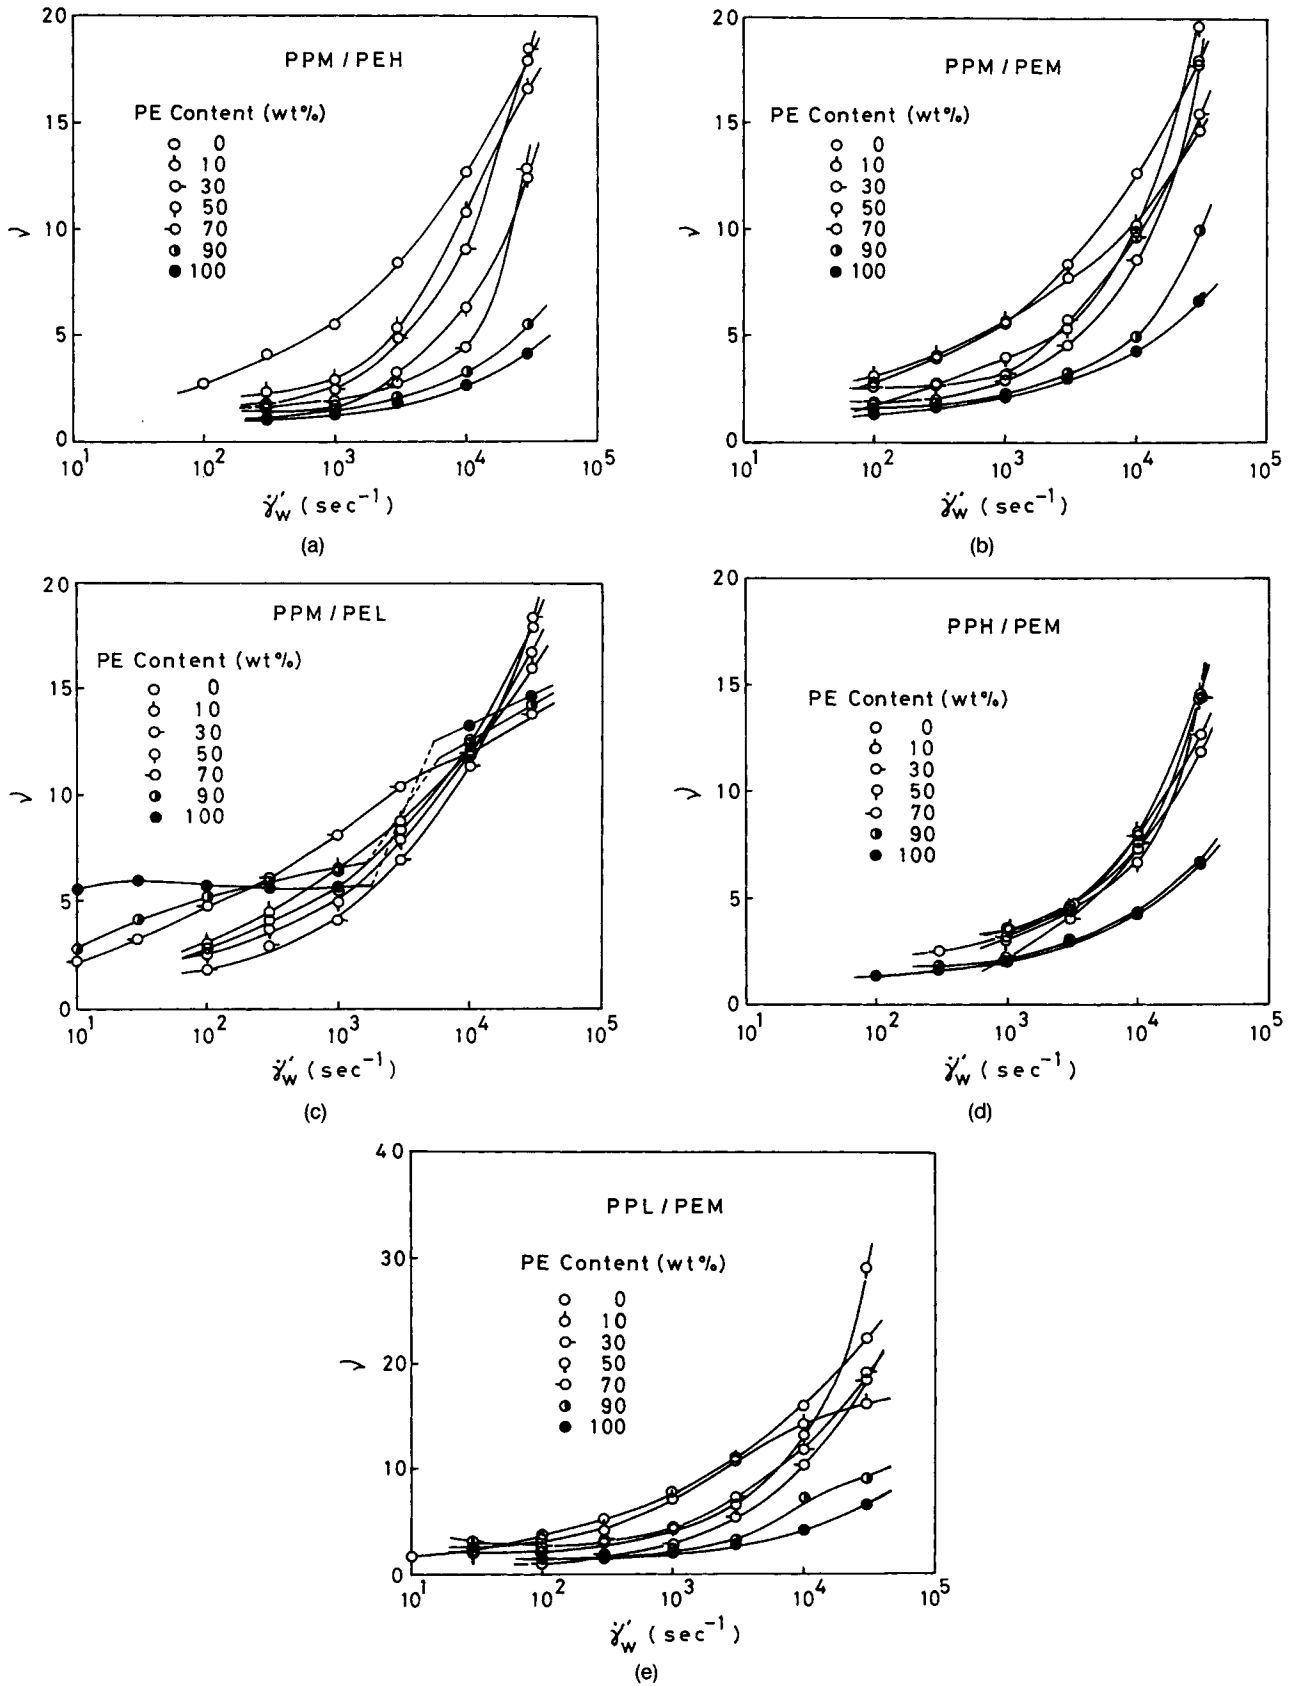 20
PPM / PEH
PE Content (wt%)
0
10
30
50
70
90
100
15
10
5
0
ν
10¹ 10² 10³ 10⁴ 10⁵
γ̇′w (sec⁻¹)
(a)
20
PPM / PEM
PE Content (wt%)
0
10
30
50
70
90
100
15
10
5
0
ν
10¹ 10² 10³ 10⁴ 10⁵
γ̇′w (sec⁻¹)
(b)
20
PPM / PEL
PE Content (wt%)
0
10
30
50
70
90
100
15
10
5
0
ν
10¹ 10² 10³ 10⁴ 10⁵
γ̇′w (sec⁻¹)
(c)
20
PPH / PEM
PE Content (wt%)
0
10
30
50
70
90
100
15
10
5
0
ν
10¹ 10² 10³ 10⁴ 10⁵
γ̇′w (sec⁻¹)
(d)
40
PPL / PEM
PE Content (wt%)
0
10
30
50
70
90
100
30
20
10
0
ν
10¹ 10² 10³ 10⁴ 10⁵
γ̇′w (sec⁻¹)
(e)